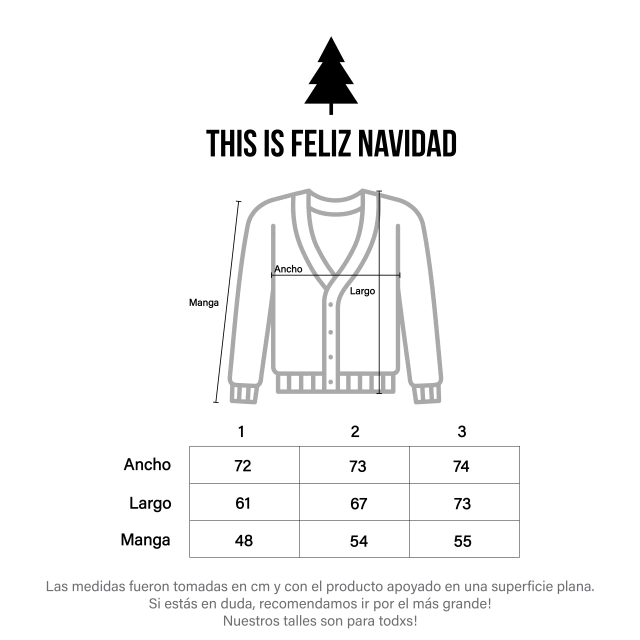 THIS IS FELIZ NAVIDAD
Ancho
Largo
Manga
1 2 3
Ancho 72 73 74
Largo 61 67 73
Manga 48 54 55
Las medidas fueron tomadas en cm y con el producto apoyado en una superficie plana.
Si estás en duda, recomendamos ir por el más grande!
Nuestros talles son para todxs!